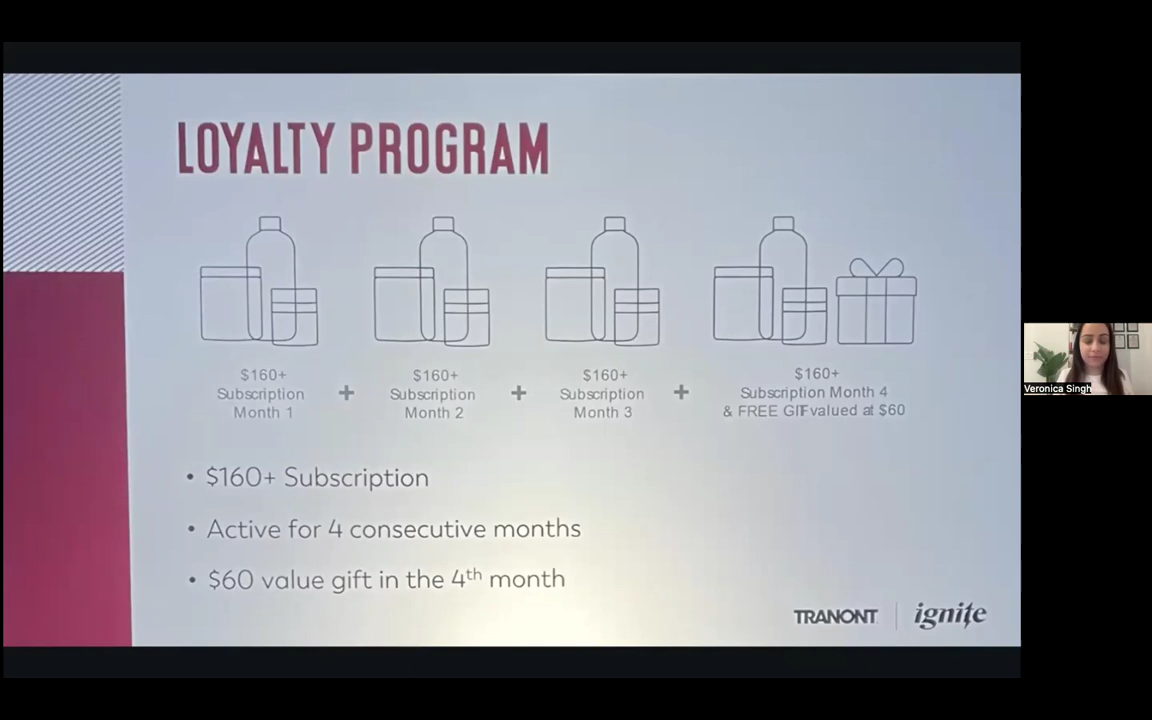 LOYALTY PROGRAM
$160+
Subscription
Month 1
+
$160+
Subscription
Month 2
+
$160+
Subscription
Month 3
+
$160+
Subscription Month 4
& FREE GIFvalued at $60
• $160+ Subscription
• Active for 4 consecutive months
• $60 value gift in the 4th month
TRANONT | ignite
Veronica Singh